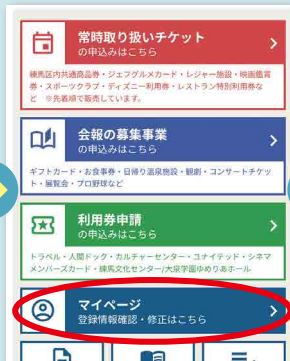 常時取り扱いチケット
の申込みはこちら
練馬区内共通商品券・ジェフグルメカード・レジャー施設・映画鑑賞
券・スポーツクラブ・ディズニー利用券・レストラン特別利用券な
ど ※先着順で販売しています。
会報の募集事業
の申込みはこちら
ギフトカード・お食事券・日帰り温泉施設・観劇・コンサートチケッ
ト・展覧会・プロ野球など
利用券申請
の申込みはこちら
トラベル・人間ドック・カルチャーセンター・ユナイテッド・シネマ
メンバーズカード・練馬文化センター/大泉学園ゆめりあホール
マイページ
登録情報確認・修正はこちら